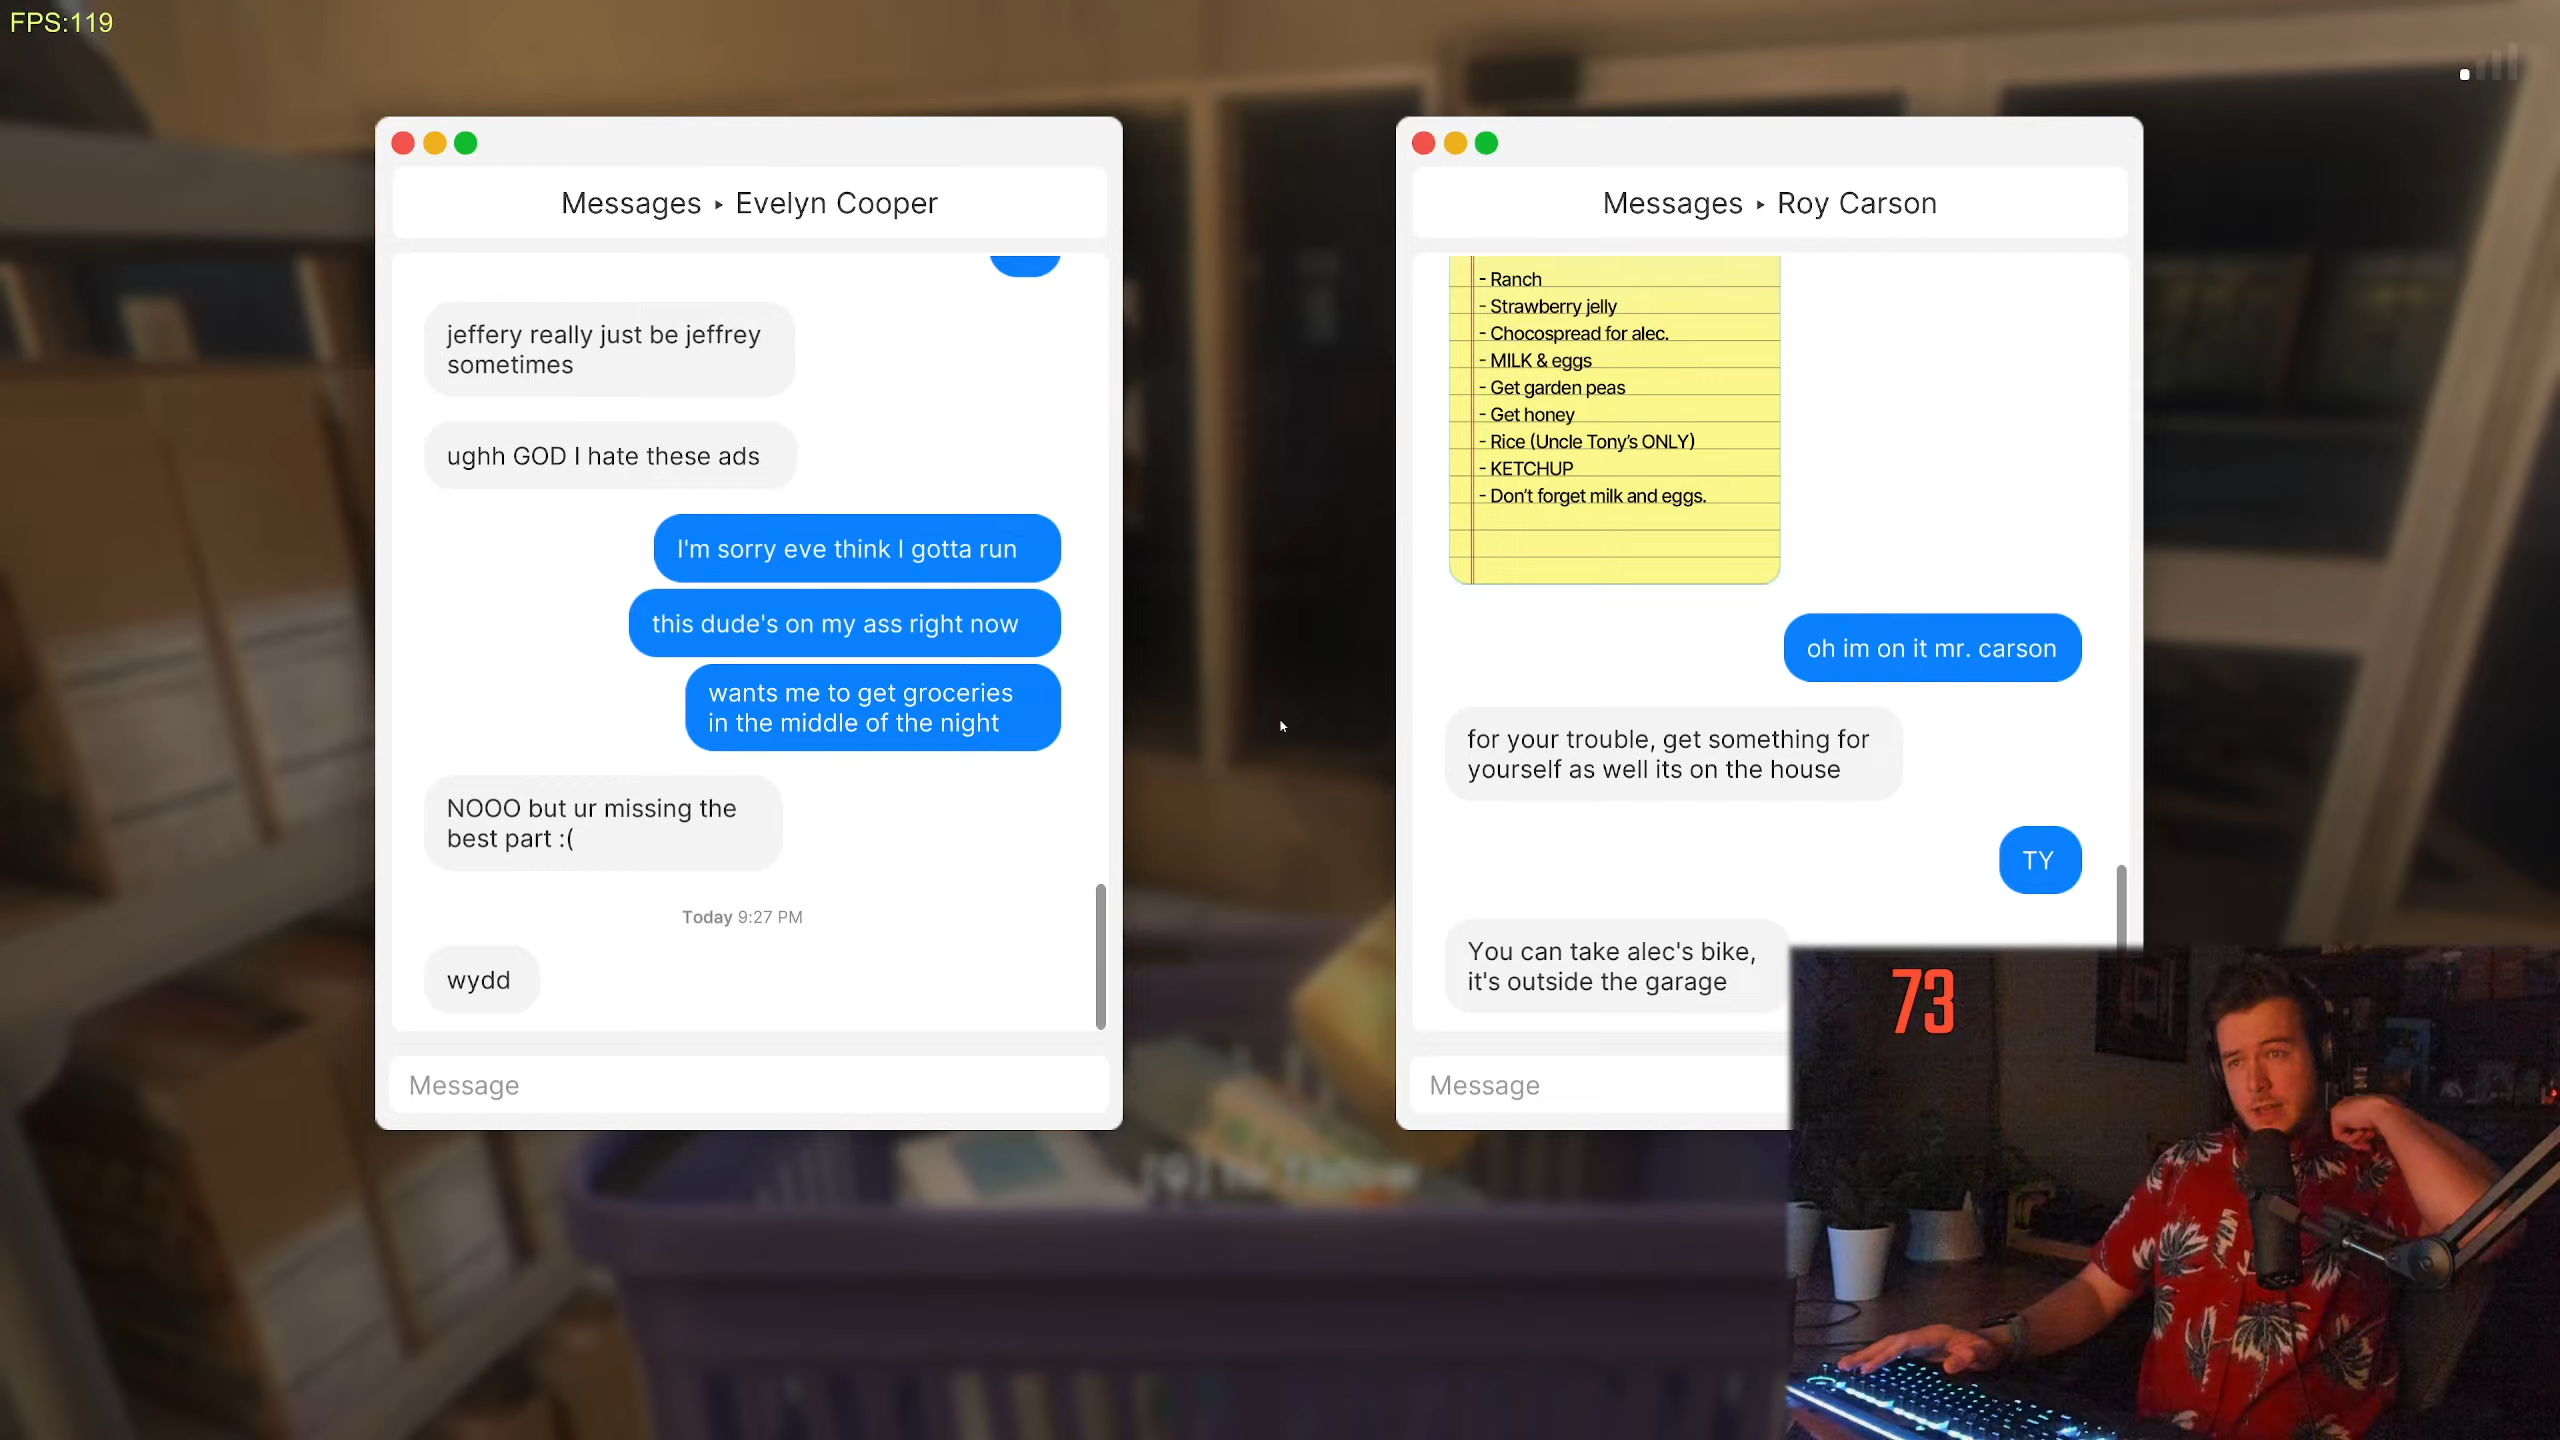 FPS:119
Messages ▸ Evelyn Cooper
jeffery really just be jeffrey
sometimes
ughh GOD I hate these ads
I'm sorry eve think I gotta run
this dude's on my ass right now
wants me to get groceries
in the middle of the night
NOOO but ur missing the
best part :(
Today 9:27 PM
wydd
Message
Messages ▸ Roy Carson
- Ranch
- Strawberry jelly
- Chocospread for alec.
- MILK & eggs
- Get garden peas
- Get honey
- Rice (Uncle Tony's ONLY)
- KETCHUP
- Don't forget milk and eggs.
oh im on it mr. carson
for your trouble, get something for
yourself as well its on the house
TY
You can take alec's bike,
it's outside the garage
Message
73